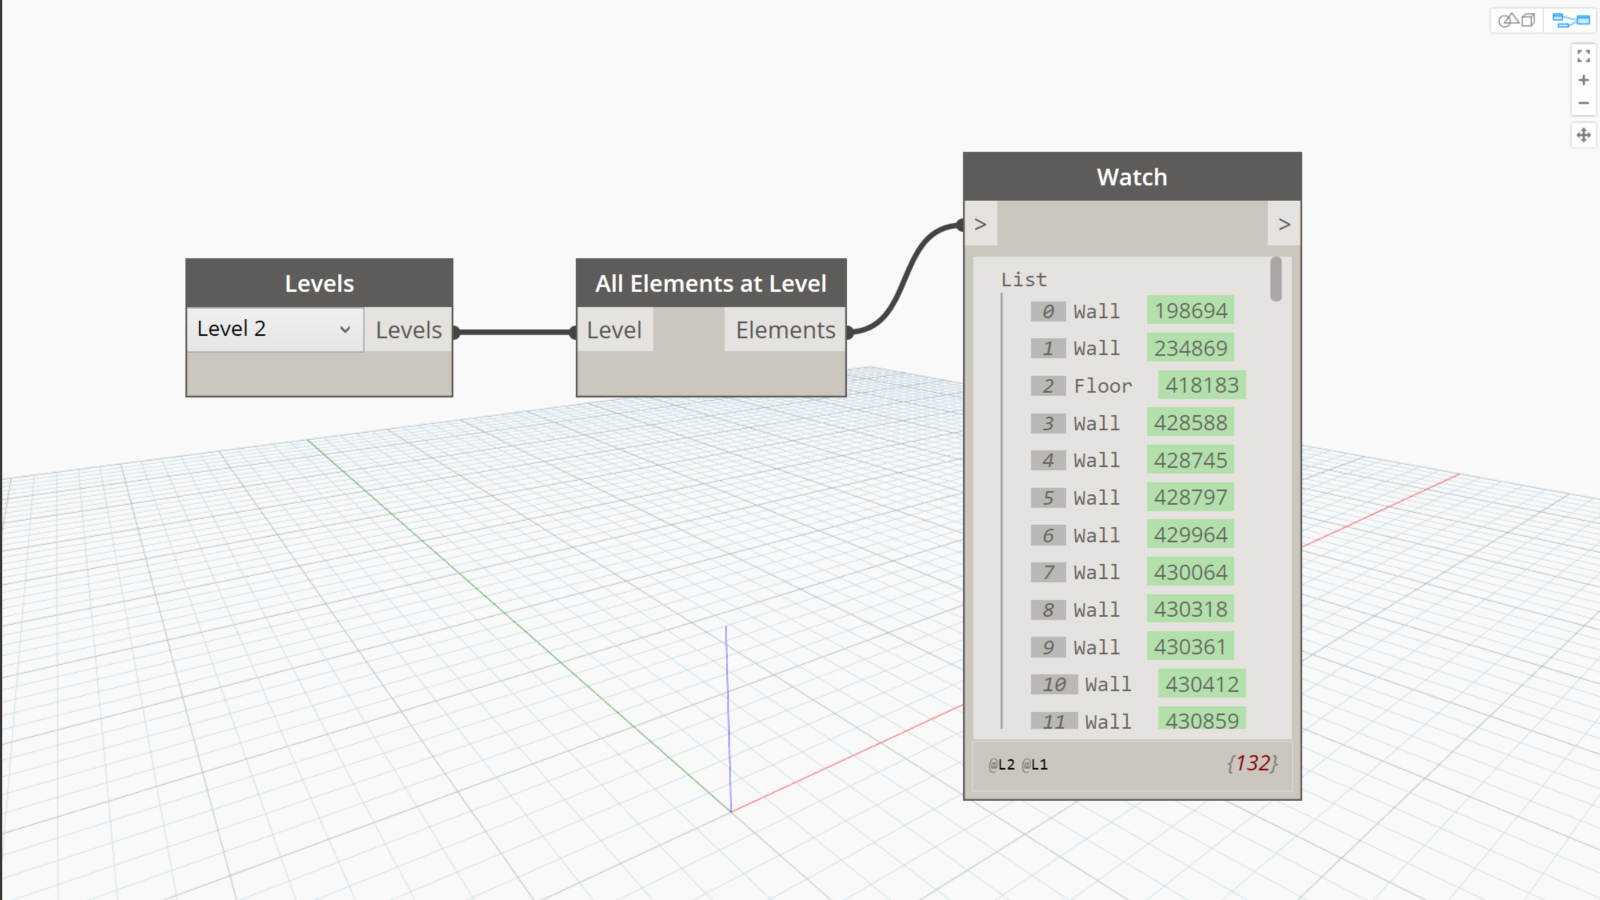 Levels
Level 2 Levels
All Elements at Level
Level Elements
Watch
> >
List
0 Wall 198694
1 Wall 234869
2 Floor 418183
3 Wall 428588
4 Wall 428745
5 Wall 428797
6 Wall 429964
7 Wall 430064
8 Wall 430318
9 Wall 430361
10 Wall 430412
11 Wall 430859
@L2 @L1 {132}